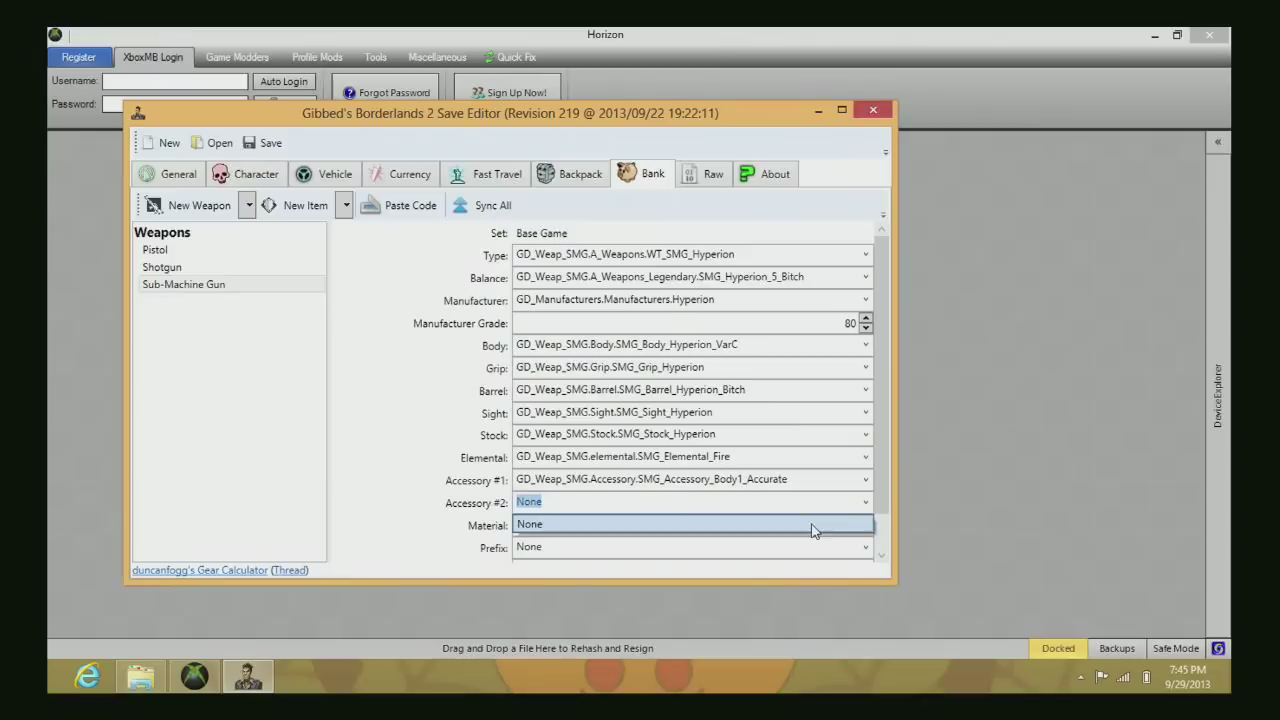 Horizon
Register XboxMB Login Game Modders Profile Mods Tools Miscellaneous Quick Fix
Username: Auto Login Forgot Password Sign Up Now!
Password:
Gibbed's Borderlands 2 Save Editor (Revision 219 @ 2013/09/22 19:22:11)
New Open Save
General Character Vehicle Currency Fast Travel Backpack Bank Raw About
New Weapon New Item Paste Code Sync All
Weapons
Pistol
Shotgun
Sub-Machine Gun
Set: Base Game
Type: GD_Weap_SMG.A_Weapons.WT_SMG_Hyperion
Balance: GD_Weap_SMG.A_Weapons_Legendary.SMG_Hyperion_5_Bitch
Manufacturer: GD_Manufacturers.Manufacturers.Hyperion
Manufacturer Grade: 80
Body: GD_Weap_SMG.Body.SMG_Body_Hyperion_VarC
Grip: GD_Weap_SMG.Grip.SMG_Grip_Hyperion
Barrel: GD_Weap_SMG.Barrel.SMG_Barrel_Hyperion_Bitch
Sight: GD_Weap_SMG.Sight.SMG_Sight_Hyperion
Stock: GD_Weap_SMG.Stock.SMG_Stock_Hyperion
Elemental: GD_Weap_SMG.elemental.SMG_Elemental_Fire
Accessory #1: GD_Weap_SMG.Accessory.SMG_Accessory_Body1_Accurate
Accessory #2: None
Material: None
Prefix: None
duncanfogg's Gear Calculator (Thread)
DeviceExplorer
Drag and Drop a File Here to Rehash and Resign
Docked Backups Safe Mode
7:45 PM
9/29/2013